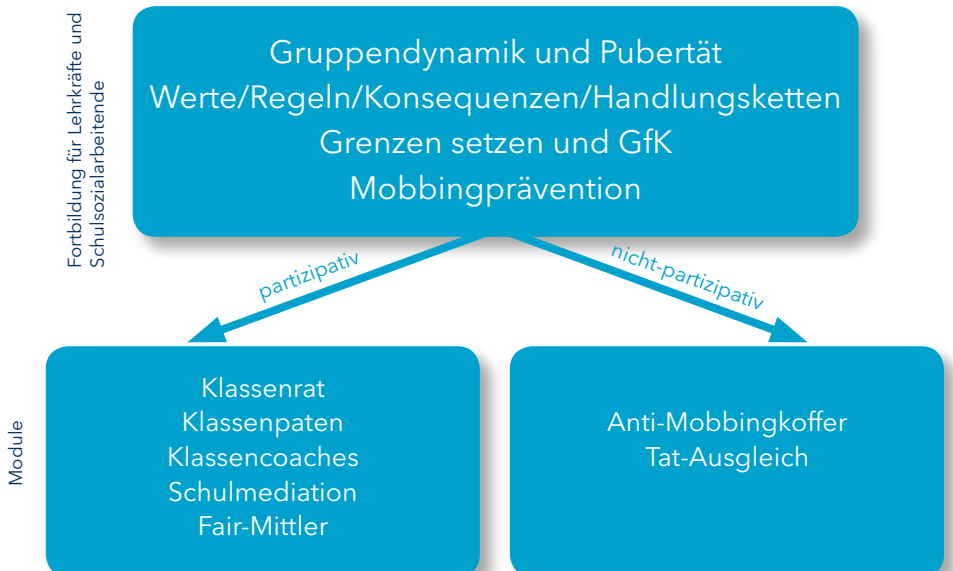 Fortbildung für Lehrkräfte und
Schulsozialarbeitende
Gruppendynamik und Pubertät
Werte/Regeln/Konsequenzen/Handlungsketten
Grenzen setzen und GfK
Mobbingprävention
partizipativ
nicht-partizipativ
Module
Klassenrat
Klassenpaten
Klassencoaches
Schulmediation
Fair-Mittler
Anti-Mobbingkoffer
Tat-Ausgleich